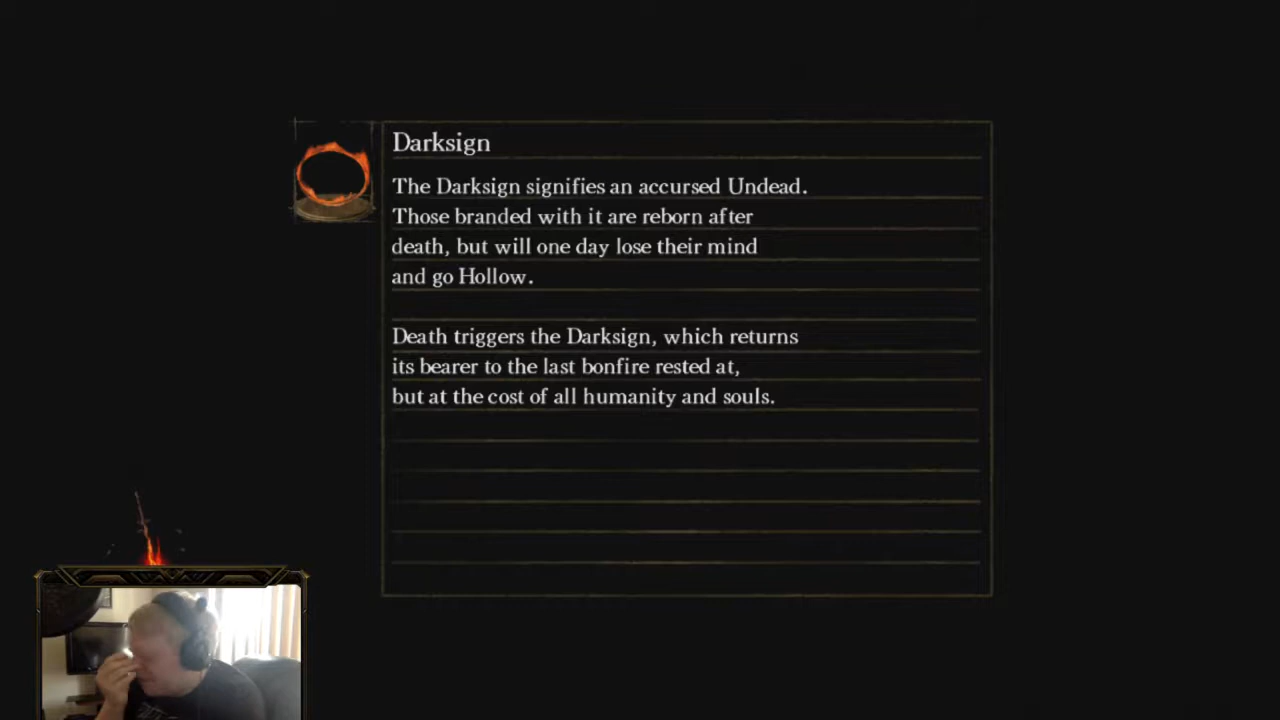 Darksign
The Darksign signifies an accursed Undead.
Those branded with it are reborn after
death, but will one day lose their mind
and go Hollow.
Death triggers the Darksign, which returns
its bearer to the last bonfire rested at,
but at the cost of all humanity and souls.